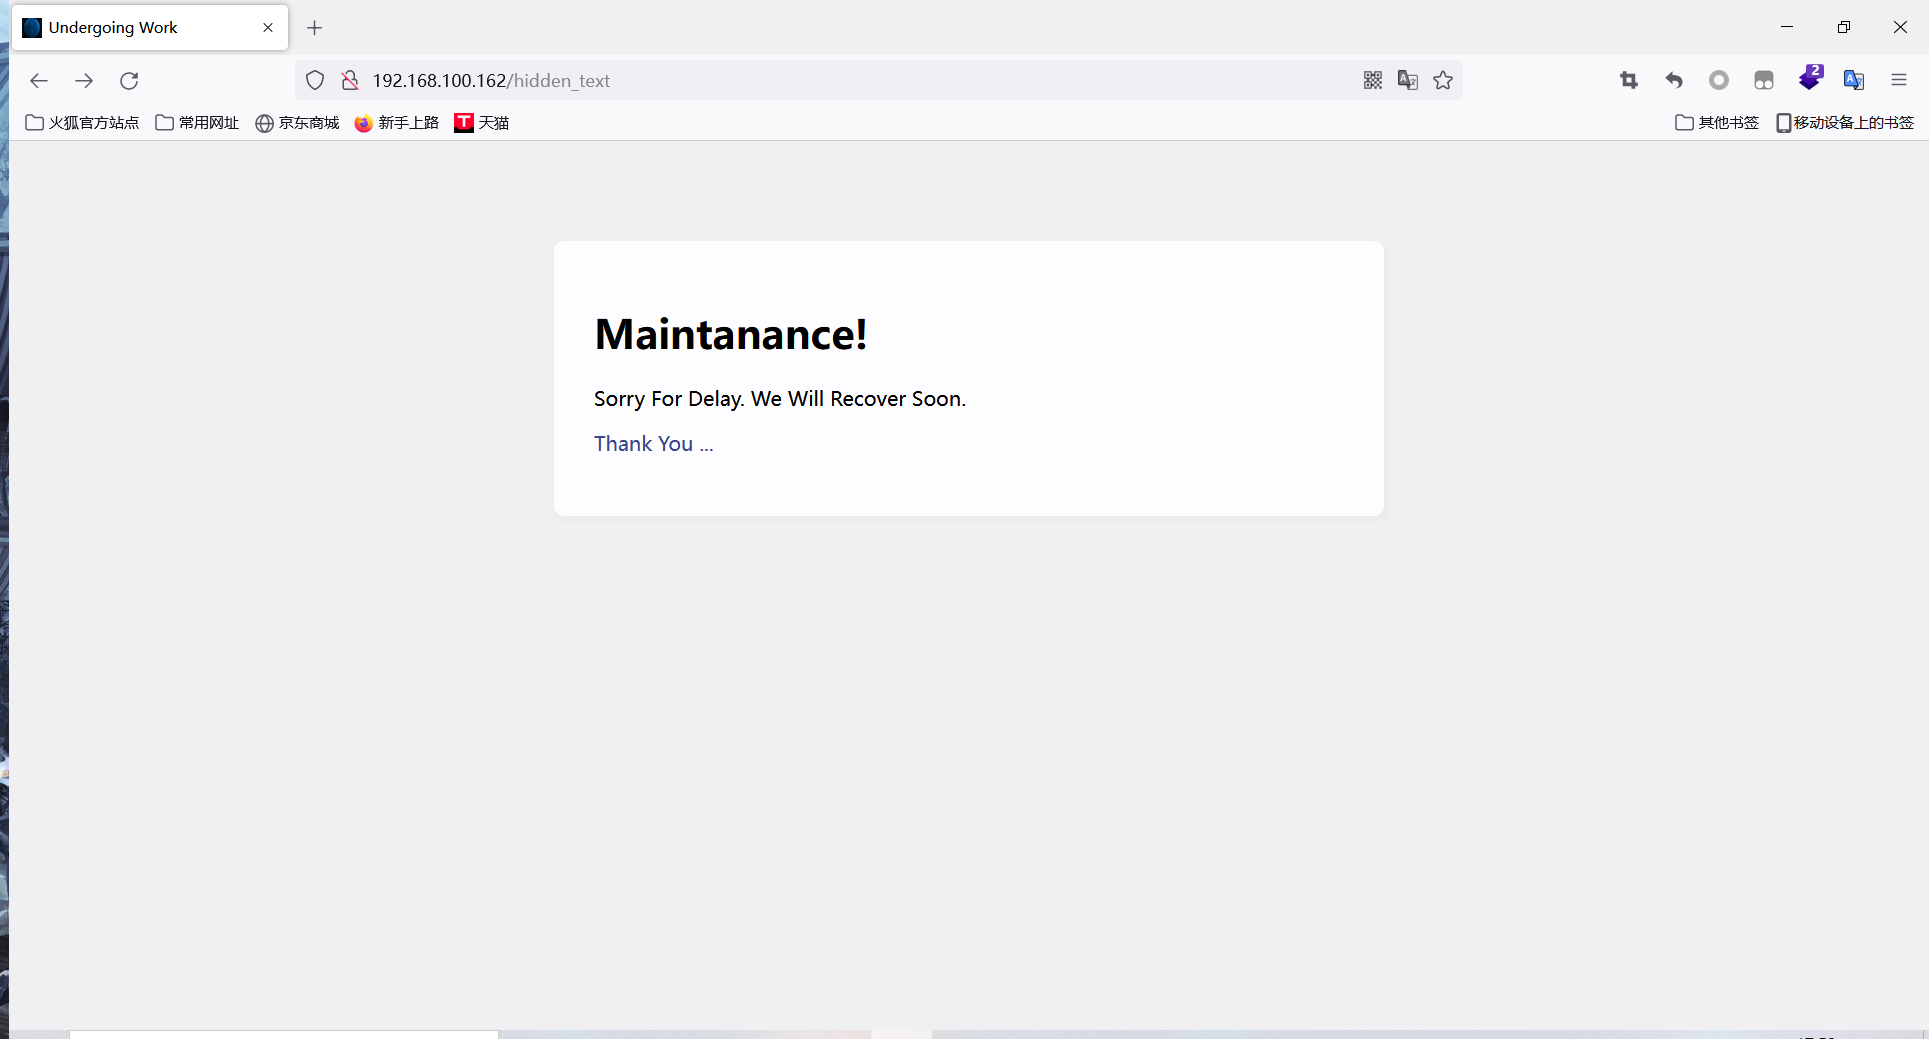 Undergoing Work
192.168.100.162/hidden_text
2
火狐官方站点 常用网址 京东商城 新手上路 T 天猫 其他书签 移动设备上的书签
Maintanance!
Sorry For Delay. We Will Recover Soon.
Thank You ...